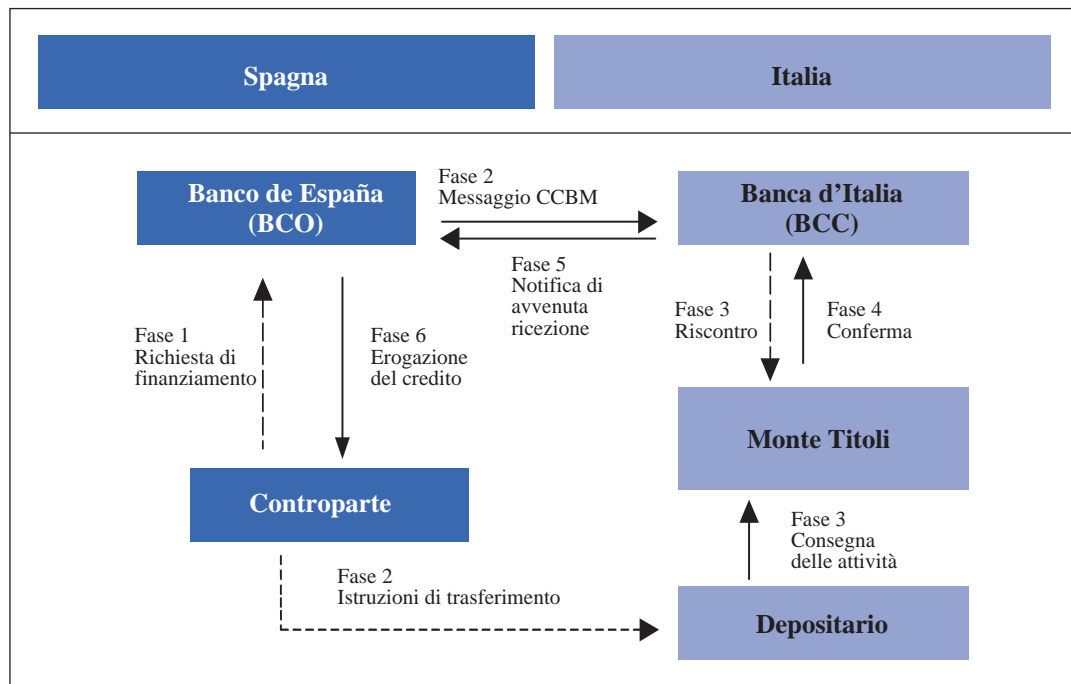 Spagna
Italia
Banco de España
(BCO)
Fase 2
Messaggio CCBM
Banca d’Italia
(BCC)
Fase 5
Notifica di
avvenuta
ricezione
Fase 1
Richiesta di
finanziamento
Fase 6
Erogazione
del credito
Fase 3
Riscontro
Fase 4
Conferma
Monte Titoli
Controparte
Fase 3
Consegna
delle attività
Fase 2
Istruzioni di trasferimento
Depositario